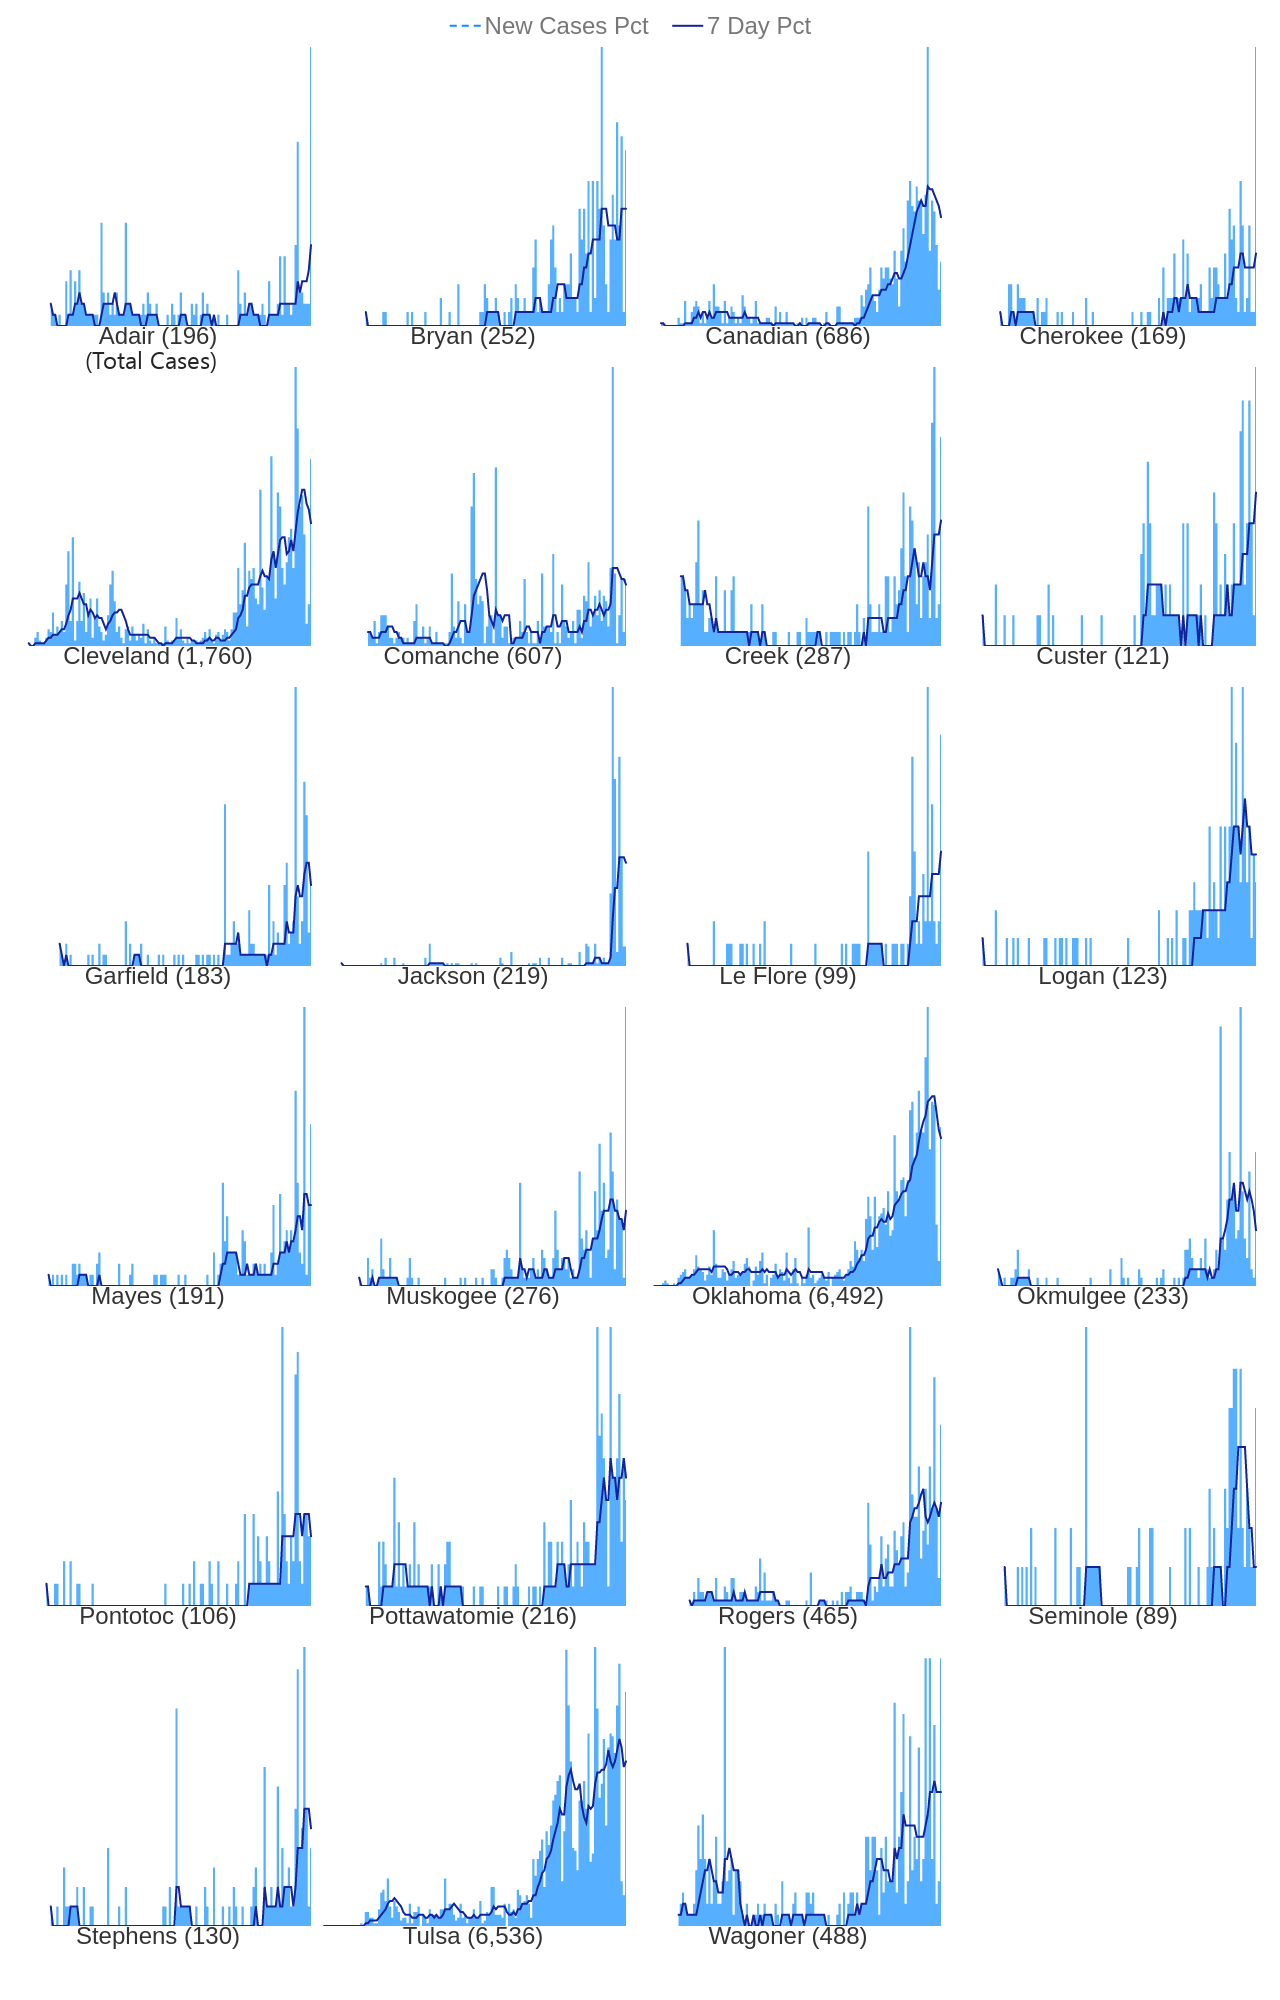 New Cases Pct 7 Day Pct
Adair (196) Bryan (252) Canadian (686) Cherokee (169)
(Total Cases)
Cleveland (1,760) Comanche (607) Creek (287) Custer (121)
Garfield (183) Jackson (219) Le Flore (99) Logan (123)
Mayes (191) Muskogee (276) Oklahoma (6,492) Okmulgee (233)
Pontotoc (106) Pottawatomie (216) Rogers (465) Seminole (89)
Stephens (130) Tulsa (6,536) Wagoner (488)